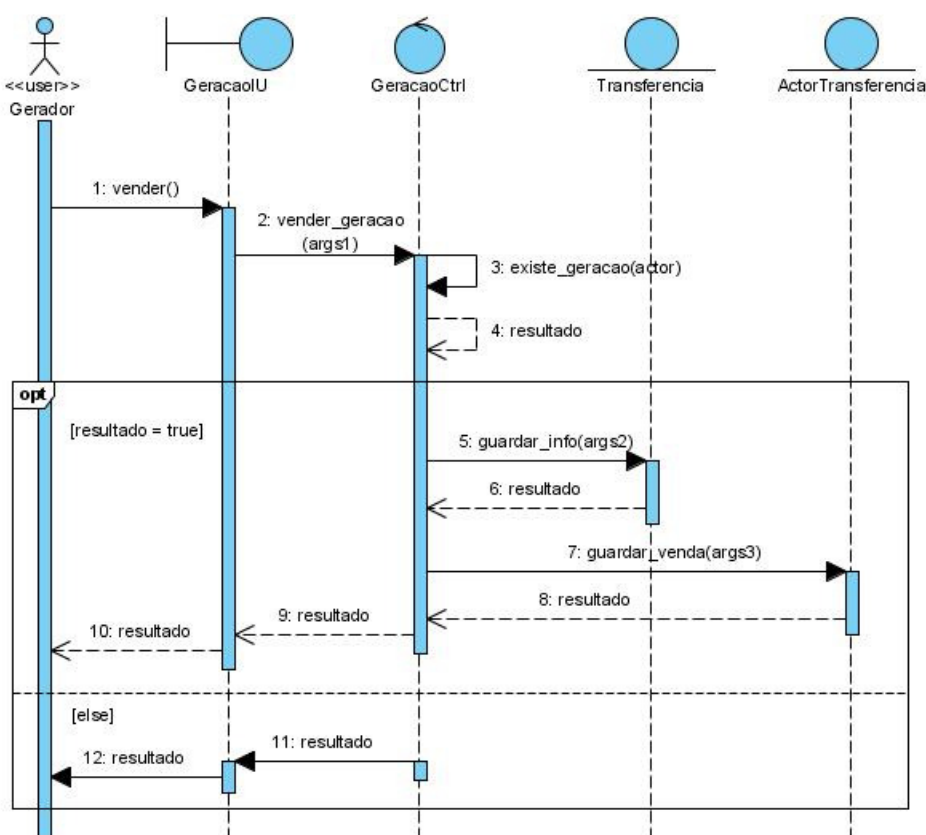 <<user>>
Gerador
GeracaoIU
GeracaoCtrl
Transferencia
ActorTransferencia
1: vender()
2: vender_geracao
(args1)
3: existe_geracao(actor)
4: resultado
opt
[resultado = true]
5: guardar_info(args2)
6: resultado
7: guardar_venda(args3)
8: resultado
9: resultado
10: resultado
[else]
11: resultado
12: resultado